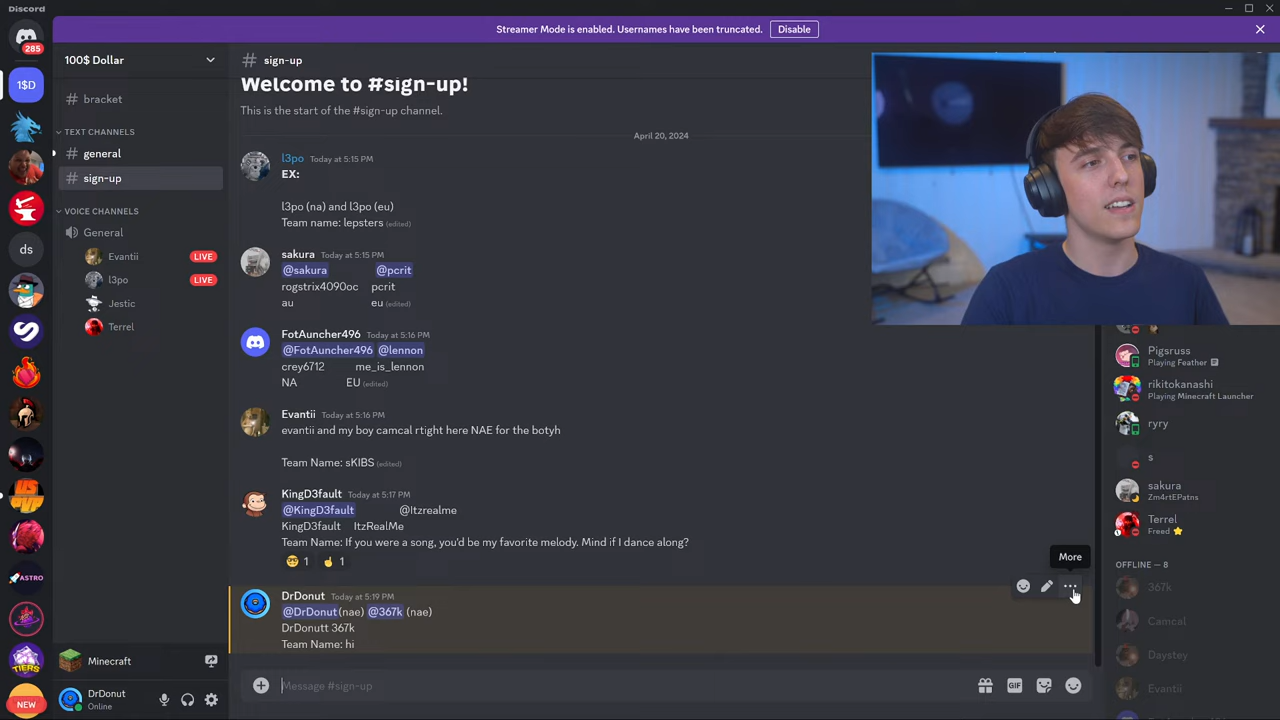 Discord
Streamer Mode is enabled. Usernames have been truncated.
Disable
285
100$ Dollar
# sign-up
1$D
bracket
TEXT CHANNELS
# general
# sign-up
VOICE CHANNELS
General
Evantii LIVE
l3po LIVE
Jestic
Terrel
ds
ASTRO
TIERS
NEW
Minecraft
DrDonut
Online
Welcome to #sign-up!
This is the start of the #sign-up channel.
April 20, 2024
l3po Today at 5:15 PM
EX:
l3po (na) and l3po (eu)
Team name: lepsters (edited)
sakura Today at 5:15 PM
@sakura @pcrit
rogstrix4090oc pcrit
au eu (edited)
FotAuncher496 Today at 5:16 PM
@FotAuncher496 @lennon
crey6712 me_is_lennon
NA EU (edited)
Evantii Today at 5:16 PM
evantii and my boy camcal rtight here NAE for the botyh
Team Name: sKIBS (edited)
KingD3fault Today at 5:17 PM
@KingD3fault @Itzrealme
KingD3fault ItzRealMe
Team Name: If you were a song, you'd be my favorite melody. Mind if I dance along?
1 1
More
DrDonut Today at 5:19 PM
@DrDonut(nae) @367k (nae)
DrDonutt 367k
Team Name: hi
Message #sign-up
GIF
Pigsruss
Playing Feather
rikitokanashi
Playing Minecraft Launcher
ryry
s
sakura
Zm4rtEPatns
Terrel
Freed
OFFLINE — 8
367k
Camcal
Daystey
Evantii